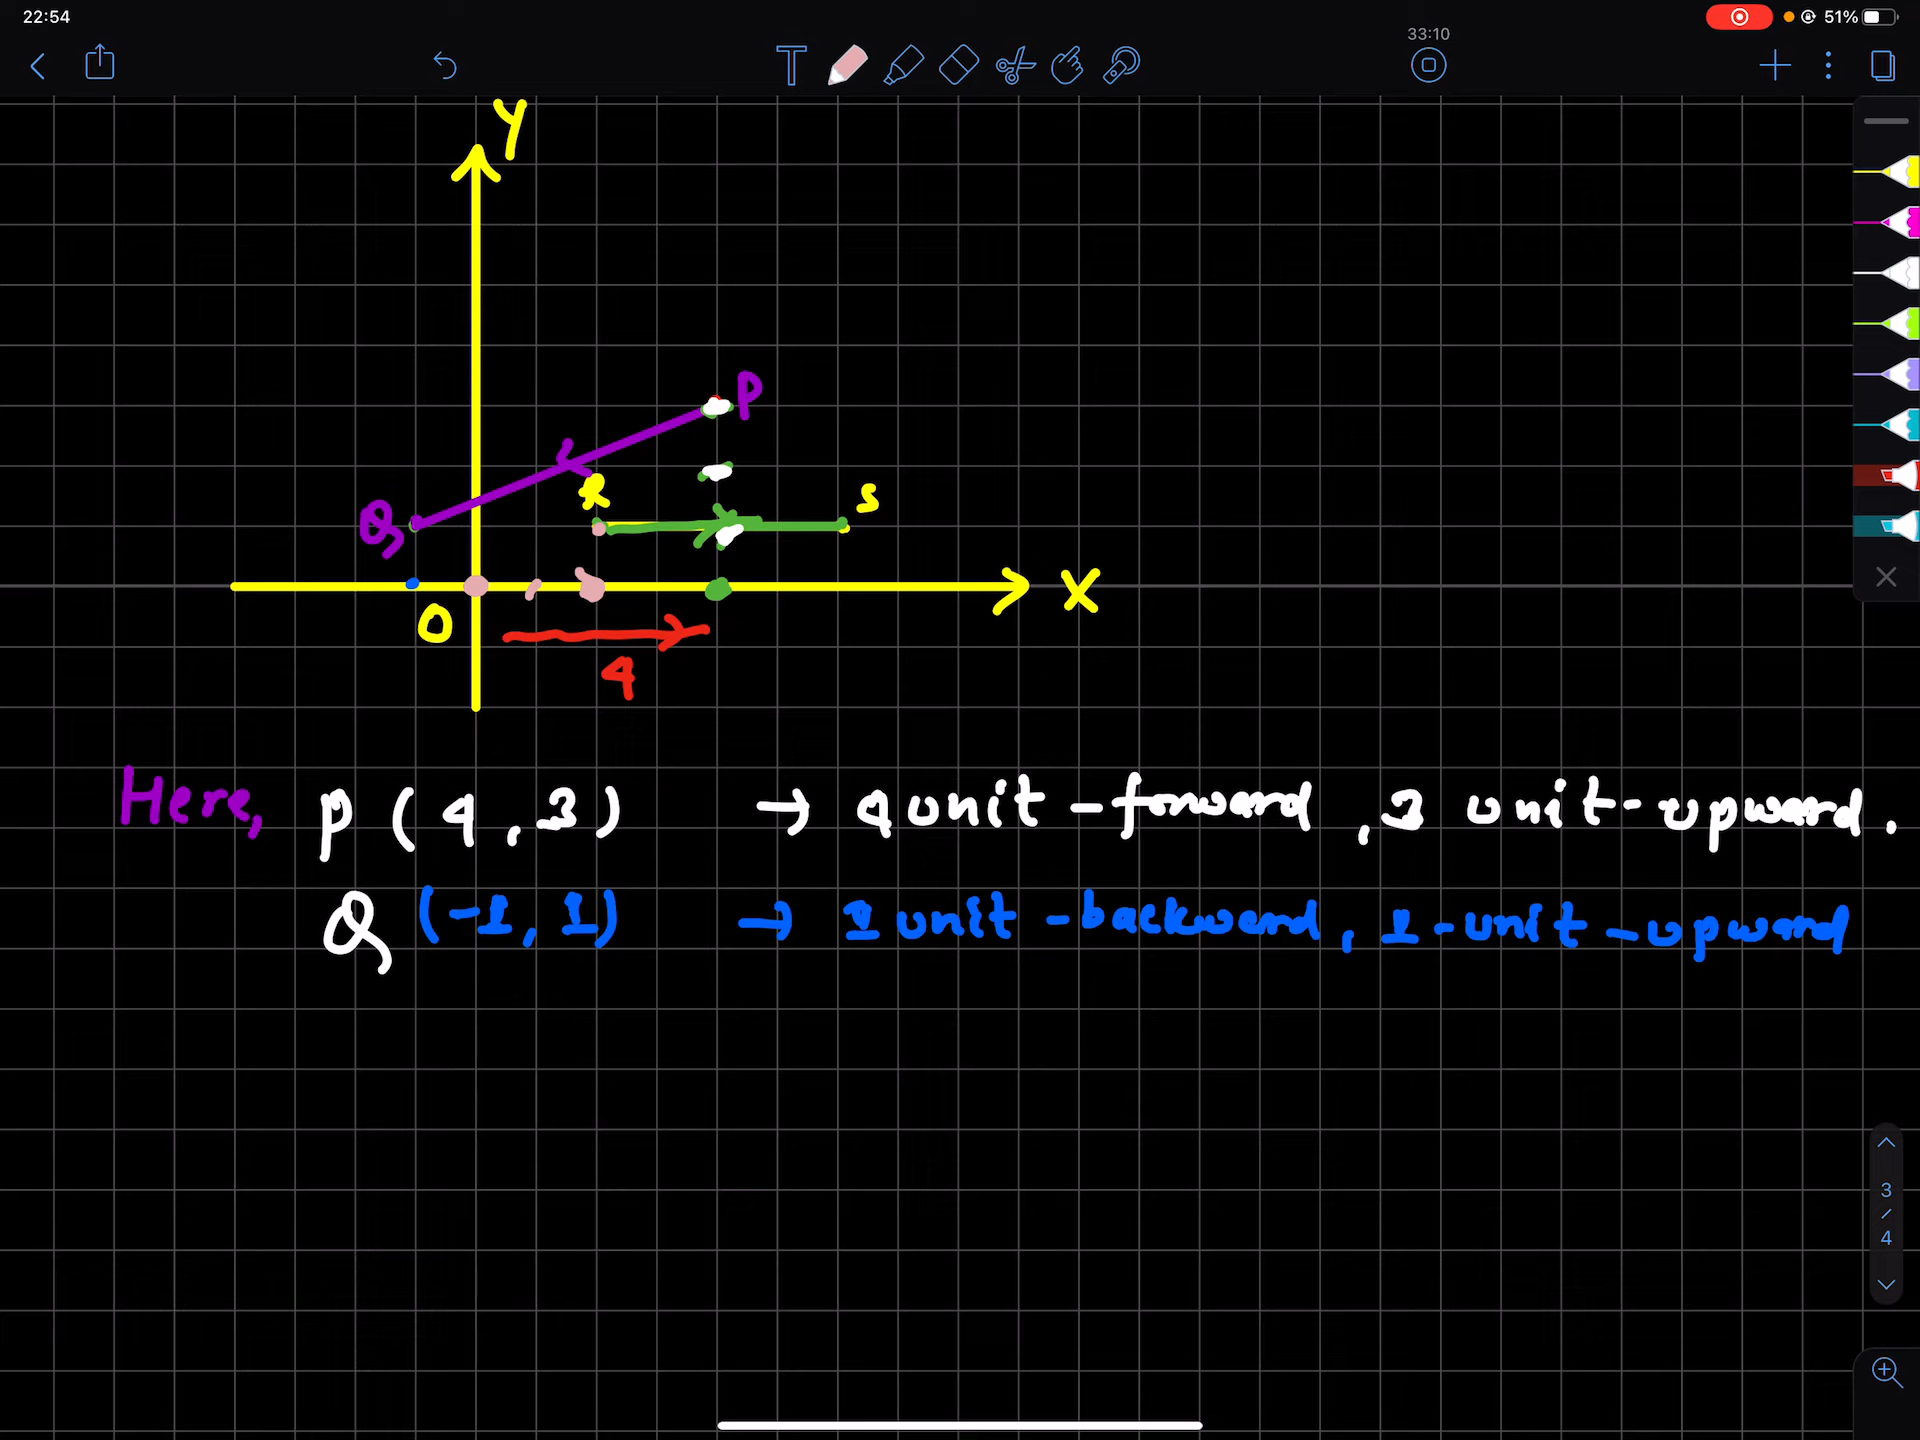 22:54
51%
33:10
Y
P
R
S
Q
O
X
4
Here, P (4,3) → 4 unit - forward, 3 unit - upward.
Q (-1, 1) → 1 unit - backward, 1 - unit - upward
3
/
4